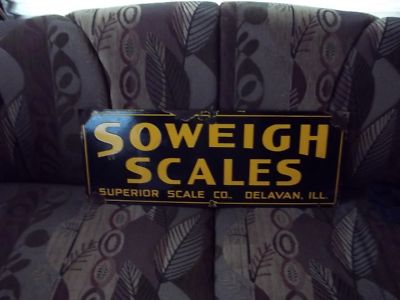 SOWEIGH
SCALES
SUPERIOR SCALE CO., DELAVAN, ILL.